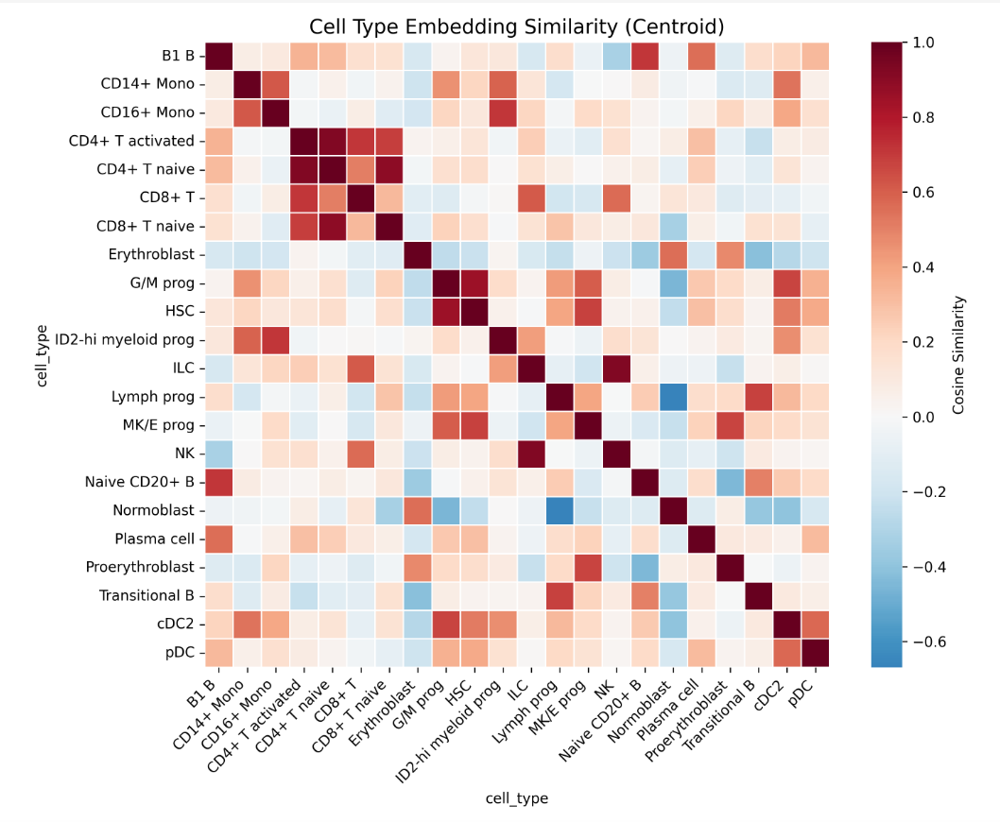 Cell Type Embedding Similarity (Centroid)
B1 B
CD14+ Mono
CD16+ Mono
CD4+ T activated
CD4+ T naive
CD8+ T
CD8+ T naive
Erythroblast
G/M prog
HSC
ID2-hi myeloid prog
ILC
Lymph prog
MK/E prog
NK
Naive CD20+ B
Normoblast
Plasma cell
Proerythroblast
Transitional B
cDC2
pDC
cell_type
B1 B
CD14+ Mono
CD16+ Mono
CD4+ T activated
CD4+ T naive
CD8+ T
CD8+ T naive
Erythroblast
G/M prog
HSC
ID2-hi myeloid prog
ILC
Lymph prog
MK/E prog
NK
Naive CD20+ B
Normoblast
Plasma cell
Proerythroblast
Transitional B
cDC2
pDC
cell_type
1.0
0.8
0.6
0.4
0.2
0.0
−0.2
−0.4
−0.6
Cosine Similarity